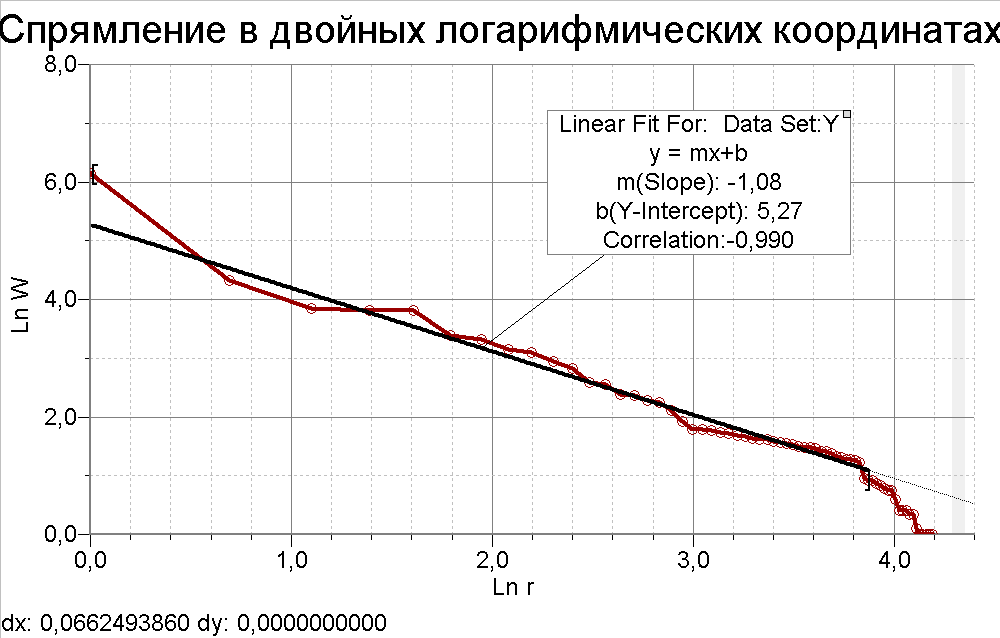 Спрямление в двойных логарифмических координатах
8,0
6,0
4,0
2,0
0,0
Ln W
Linear Fit For: Data Set:Y
y = mx+b
m(Slope): -1,08
b(Y-Intercept): 5,27
Correlation:-0,990
0,0 1,0 2,0 3,0 4,0
Ln r
dx: 0,0662493860 dy: 0,0000000000